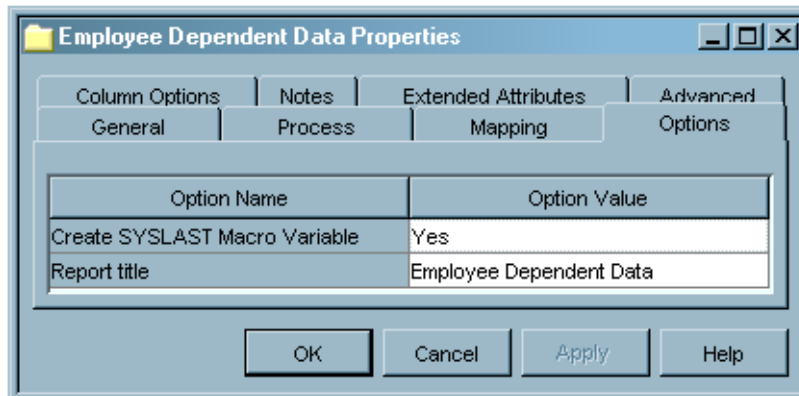 Employee Dependent Data Properties
Column Options Notes Extended Attributes Advanced
General Process Mapping Options
Option Name Option Value
Create SYSLAST Macro Variable Yes
Report title Employee Dependent Data
OK Cancel Apply Help